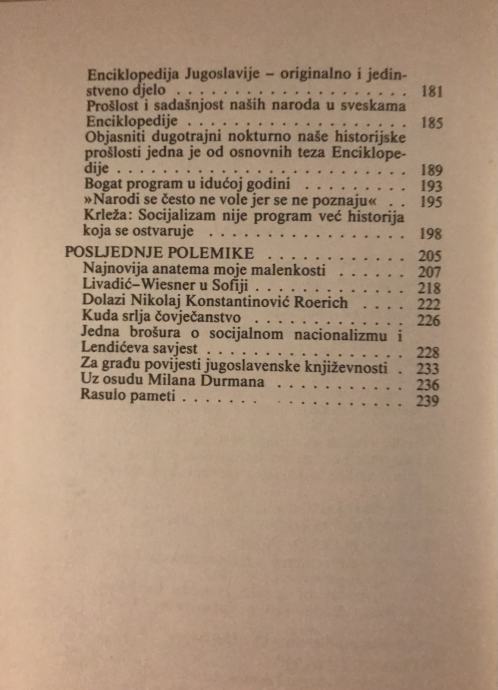 Enciklopedija Jugoslavije – originalno i jedin-
stveno djelo . . . . . . . . . . . . . . . . . . 181
Prošlost i sadašnjost naših naroda u sveskama
Enciklopedije . . . . . . . . . . . . . . . . . 185
Objasniti dugotrajni nokturno naše historijske
prošlosti jedna je od osnovnih teza Enciklope-
dije . . . . . . . . . . . . . . . . . . . . . . . 189
Bogat program u idućoj godini . . . . . . . . . 193
»Narodi se često ne vole jer se ne poznaju« . . 195
Krleža: Socijalizam nije program već historija
koja se ostvaruje . . . . . . . . . . . . . . . 198
POSLJEDNJE POLEMIKE . . . . . . . . . . . . . 205
Najnovija anatema moje malenkosti . . . . . . 207
Livadić–Wiesner u Sofiji . . . . . . . . . . . . 218
Dolazi Nikolaj Konstantinović Roerich . . . . 222
Kuda srlja čovječanstvo . . . . . . . . . . . . 226
Jedna brošura o socijalnom nacionalizmu i
Lendićeva savjest . . . . . . . . . . . . . . . 228
Za građu povijesti jugoslavenske književnosti . 233
Uz osudu Milana Durmana . . . . . . . . . . . 236
Rasulo pameti . . . . . . . . . . . . . . . . . 239